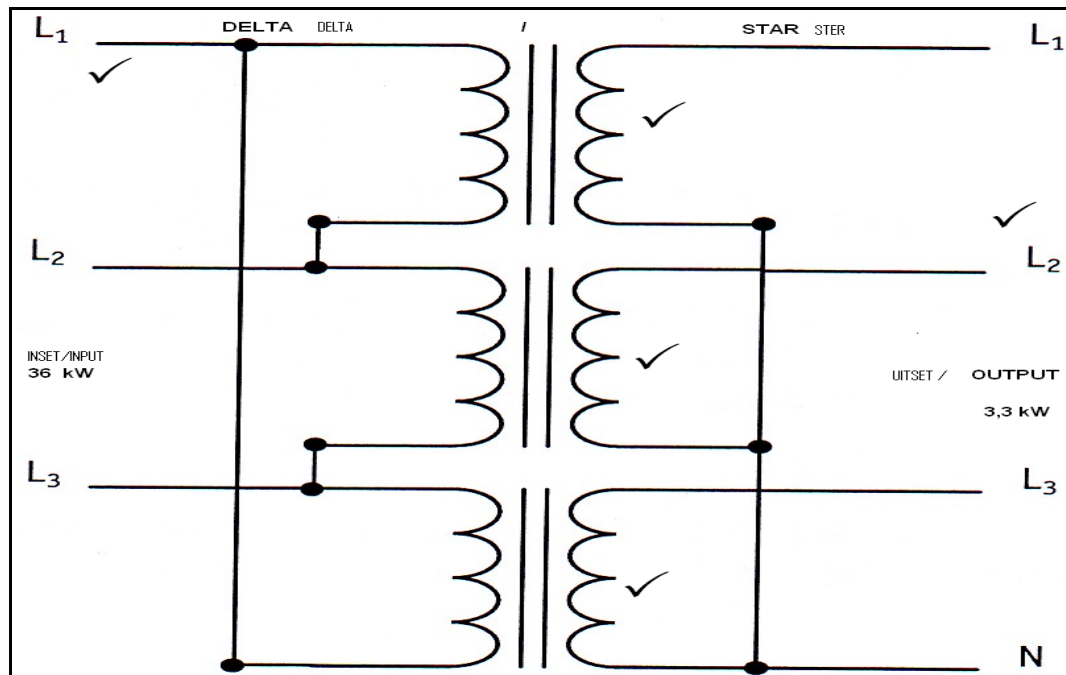 DELTA DELTA / STAR STER
L₁ L₁
L₂ L₂
INSET/INPUT
36 kW
UITSET / OUTPUT
3,3 kW
L₃ L₃
N